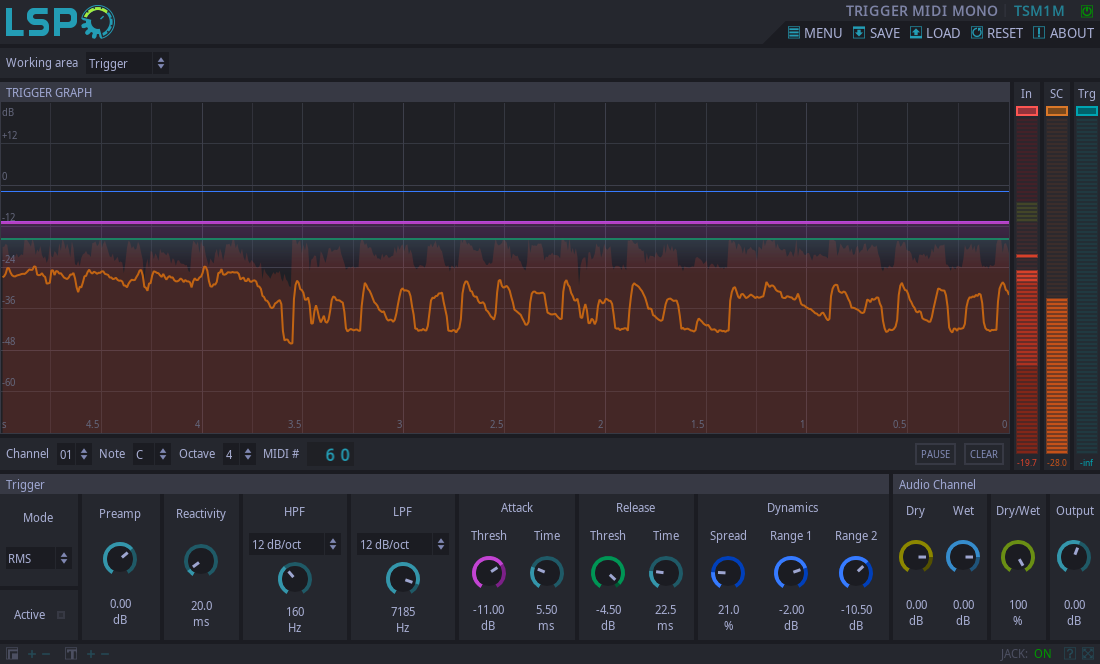 LSP
TRIGGER MIDI MONO TSM1M
MENU SAVE LOAD RESET ABOUT
Working area Trigger
TRIGGER GRAPH
In SC Trg
dB
+12
0
-12
-24
-36
-48
-60
s 4.5 4 3.5 3 2.5 2 1.5 1 0.5 0
-19.7 -28.0 -inf
Channel 01 Note C Octave 4 MIDI # 60 PAUSE CLEAR
Trigger
Audio Channel
Mode
RMS
Active
Preamp
0.00
dB
Reactivity
20.0
ms
HPF
12 dB/oct
160
Hz
LPF
12 dB/oct
7185
Hz
Attack
Thresh Time
-11.00 5.50
dB ms
Release
Thresh Time
-4.50 22.5
dB ms
Dynamics
Spread Range 1 Range 2
21.0 -2.00 -10.50
% dB dB
Dry Wet Dry/Wet Output
0.00 0.00 100 0.00
dB dB % dB
T
JACK: ON ?